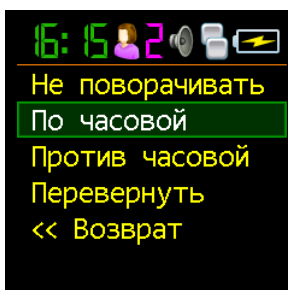 16:15 2
Не поворачивать
По часовой
Против часовой
Перевернуть
<< Возврат